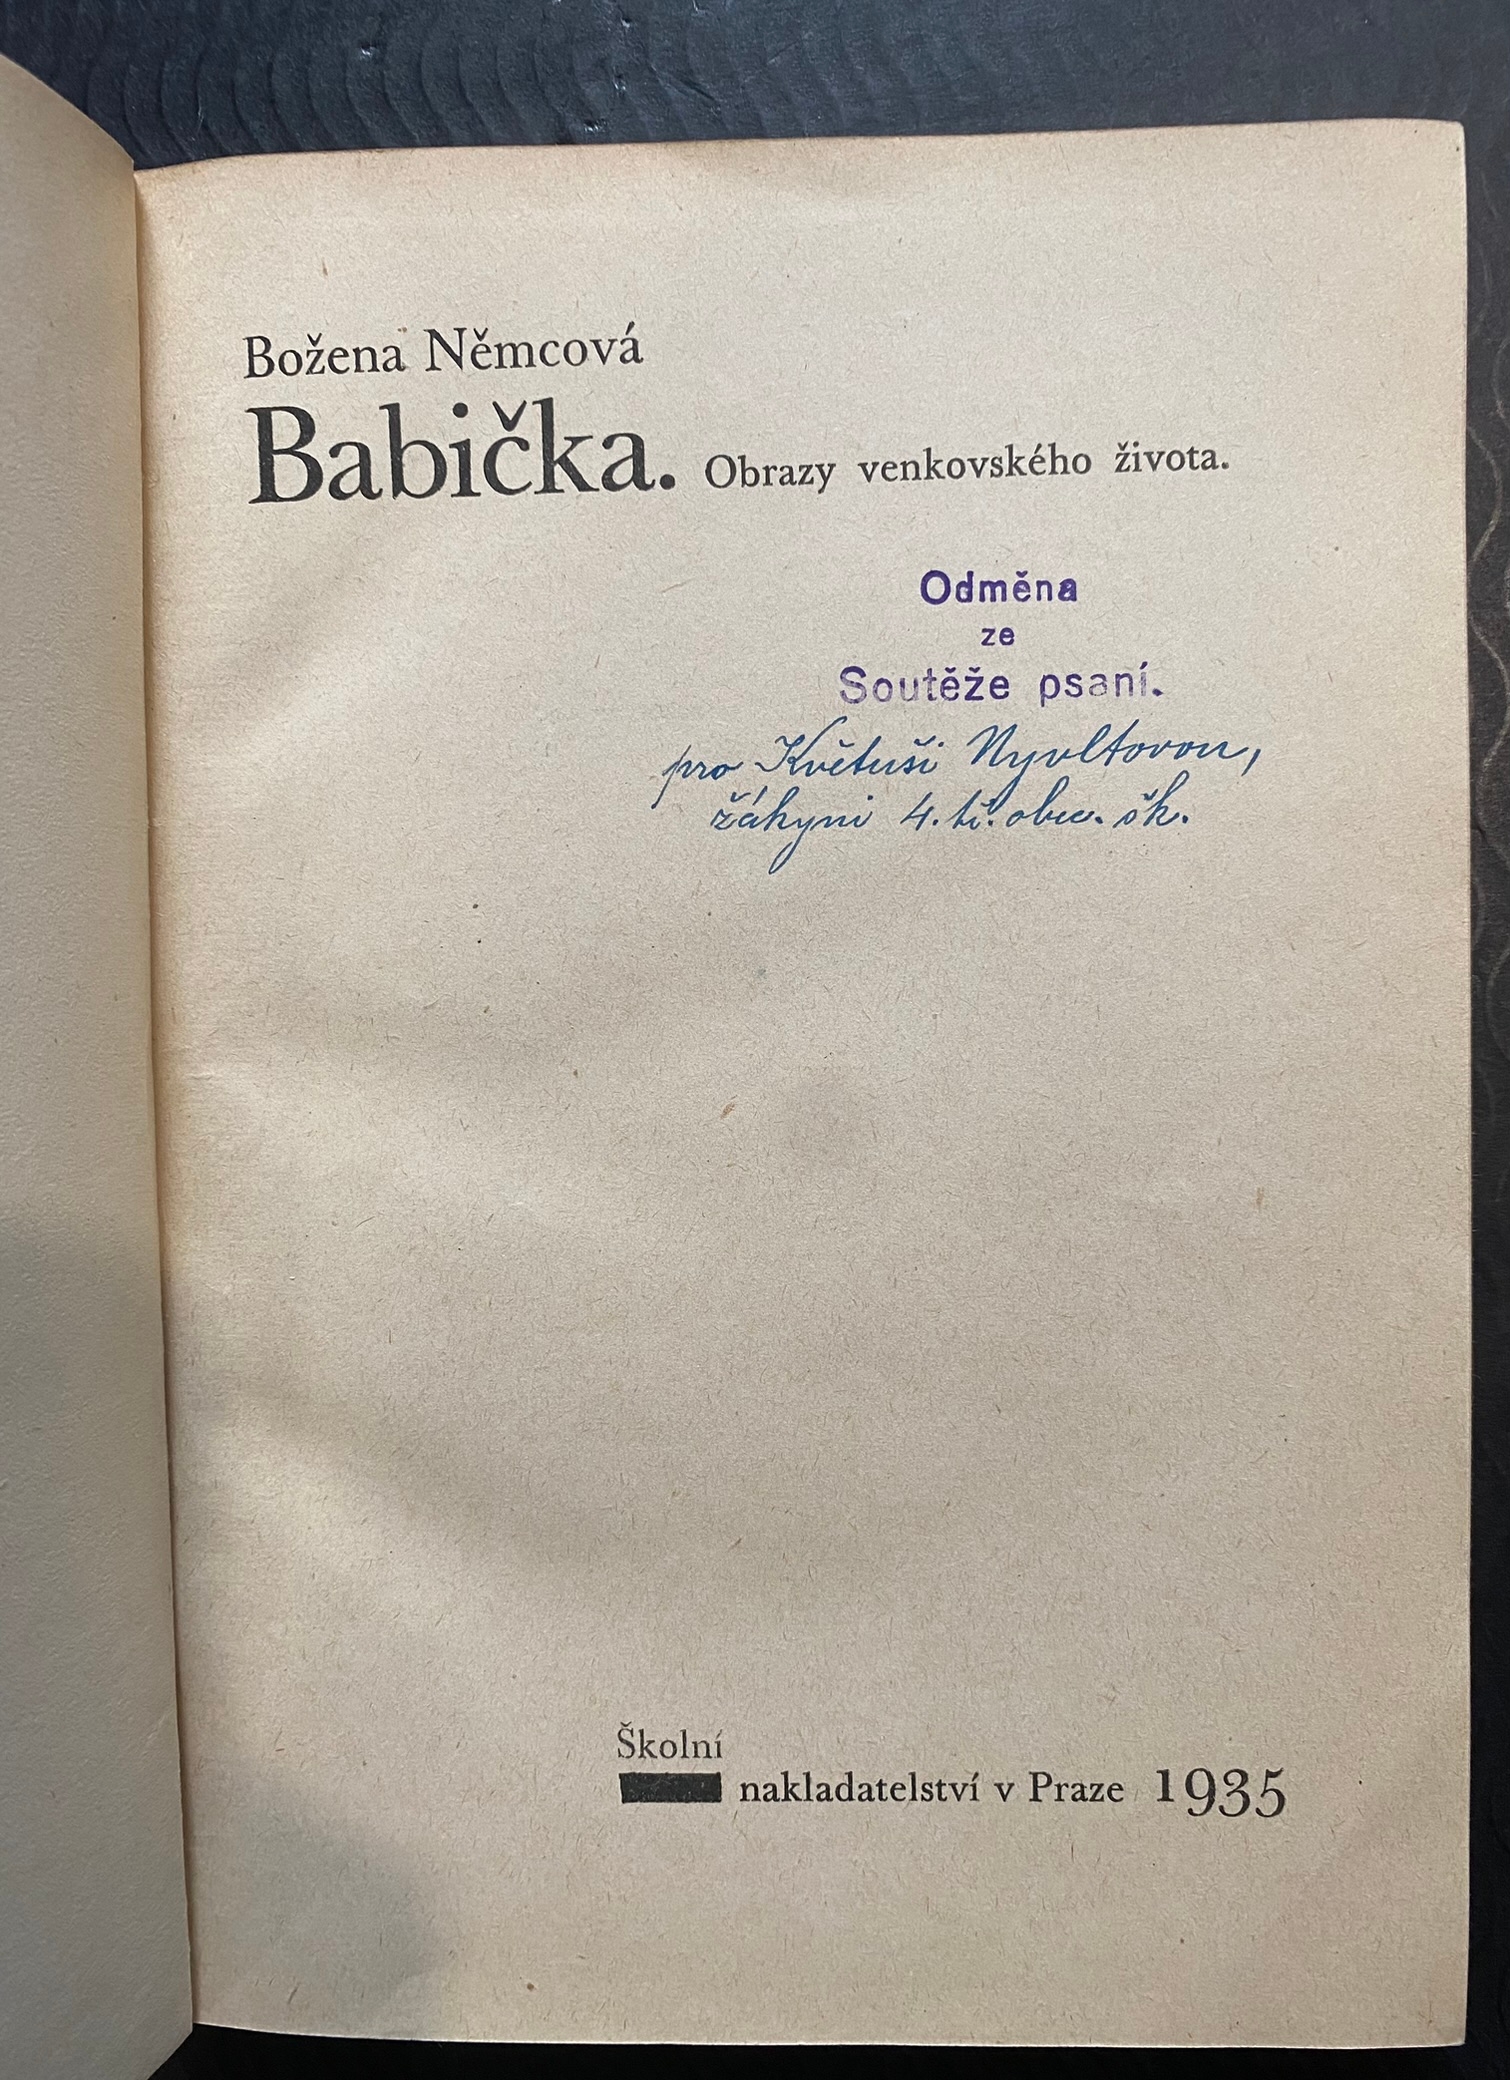 Božena Němcová
Babička. Obrazy venkovského života.
Odměna
ze
Soutěže psaní.
pro Květuši Nyvltovou,
žákyni 4. tř. obec. šk.
Školní
nakladatelství v Praze 1935